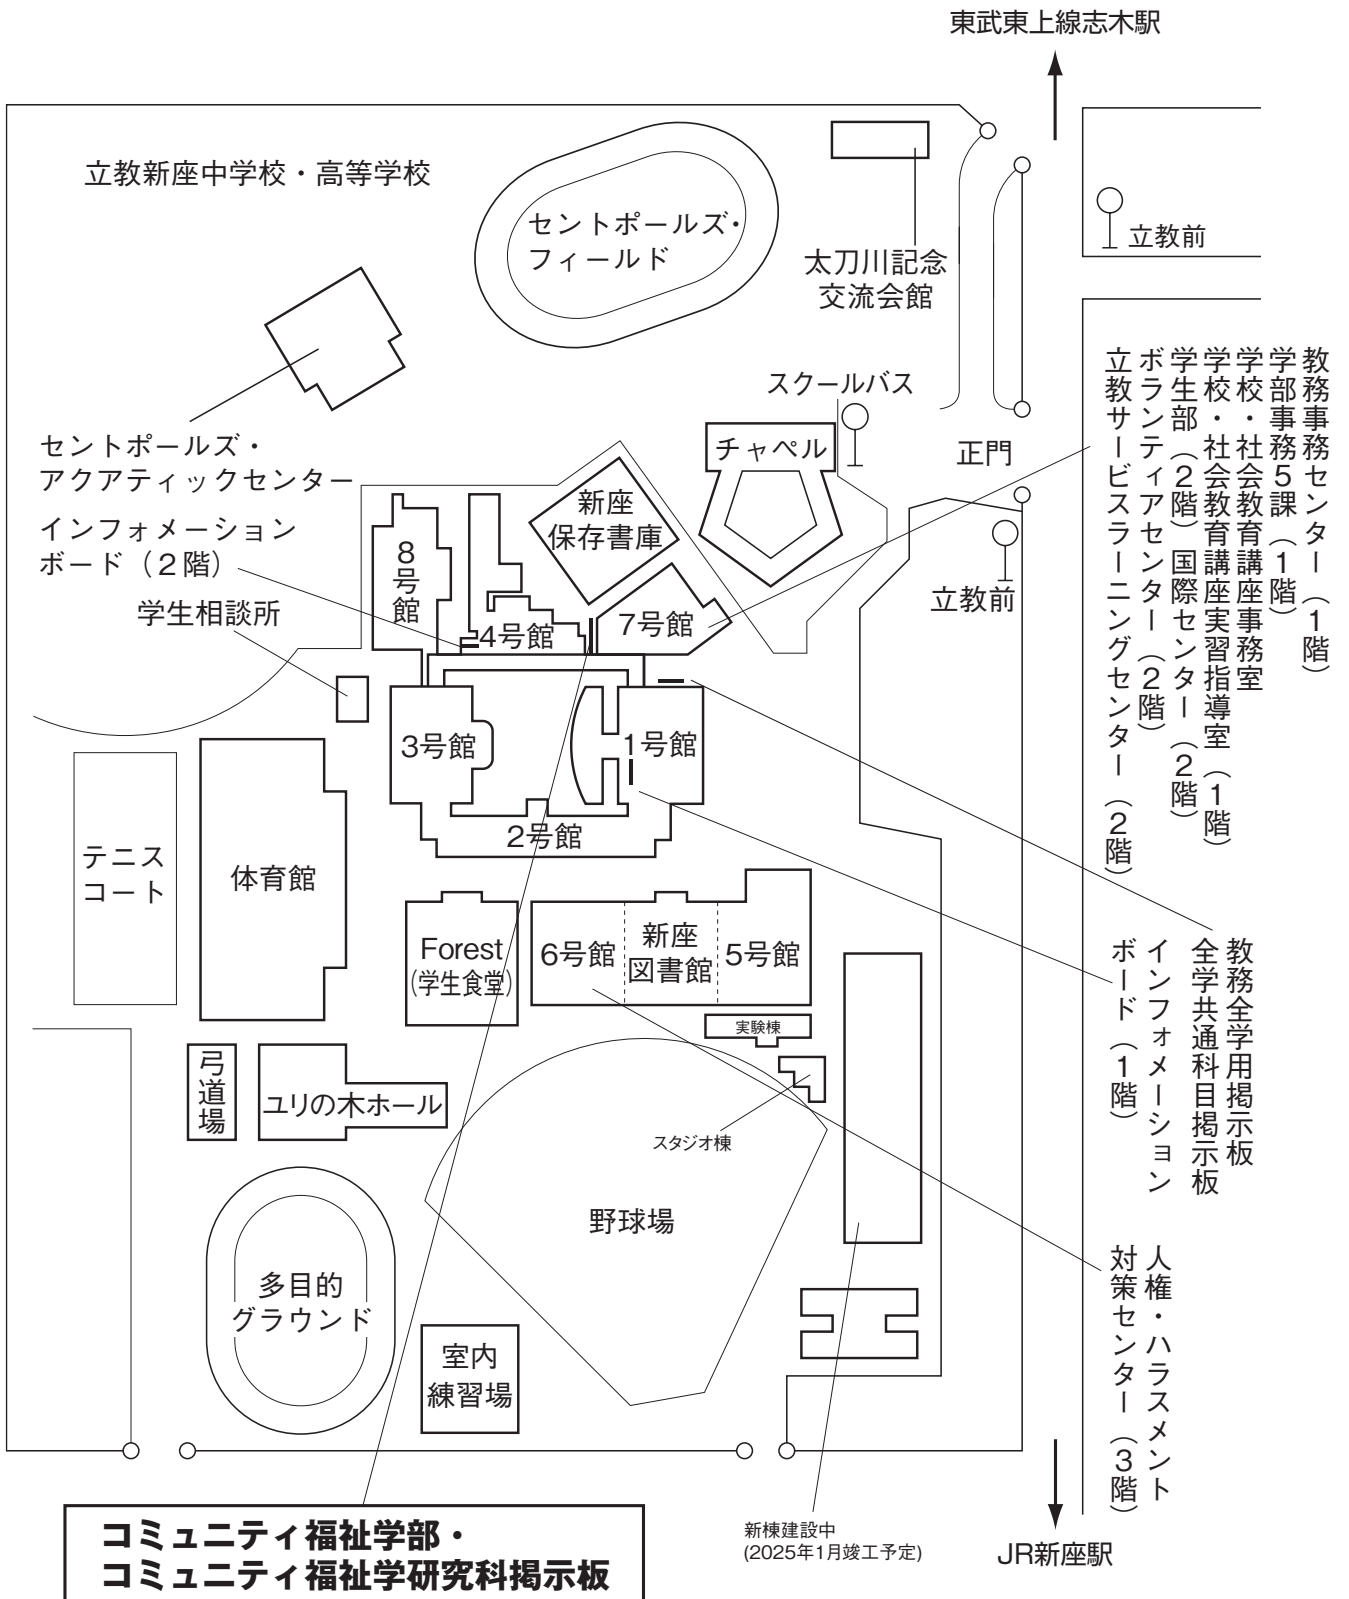 東武東上線志木駅
立教新座中学校・高等学校
セントポールズ・
フィールド
太刀川記念
交流会館
立教前
スクールバス
チャペル
正門
セントポールズ・
アクアティックセンター
インフォメーション
ボード（２階）
学生相談所
新座
保存書庫
8号館
4号館
7号館
立教前
教務事務センター（１階）
学部事務５課（１階）
学校・社会教育講座事務室
学校・社会教育講座実習指導室（１階）
学生部（２階）国際センター（２階）
ボランティアセンター（２階）
立教サービスラーニングセンター（２階）
3号館
1号館
2号館
テニス
コート
体育館
Forest
(学生食堂)
6号館
新座
図書館
5号館
教務全学用掲示板
全学共通科目掲示板
インフォメーション
ボード（１階）
実験棟
弓道場
ユリの木ホール
スタジオ棟
野球場
多目的
グラウンド
室内
練習場
人権・ハラスメント
対策センター（３階）
コミュニティ福祉学部・
コミュニティ福祉学研究科掲示板
新棟建設中
(2025年1月竣工予定)
JR新座駅